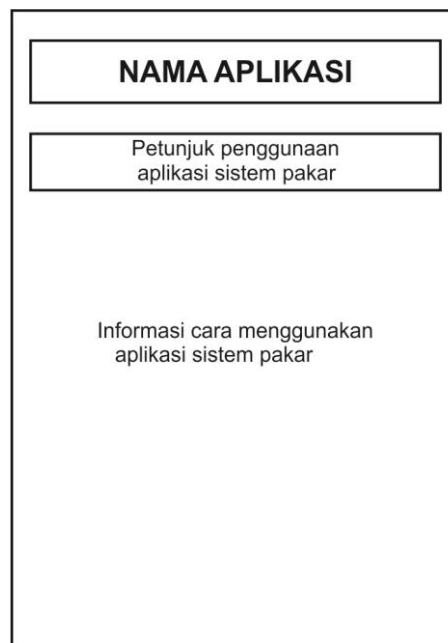 NAMA APLIKASI
Petunjuk penggunaan
aplikasi sistem pakar
Informasi cara menggunakan
aplikasi sistem pakar